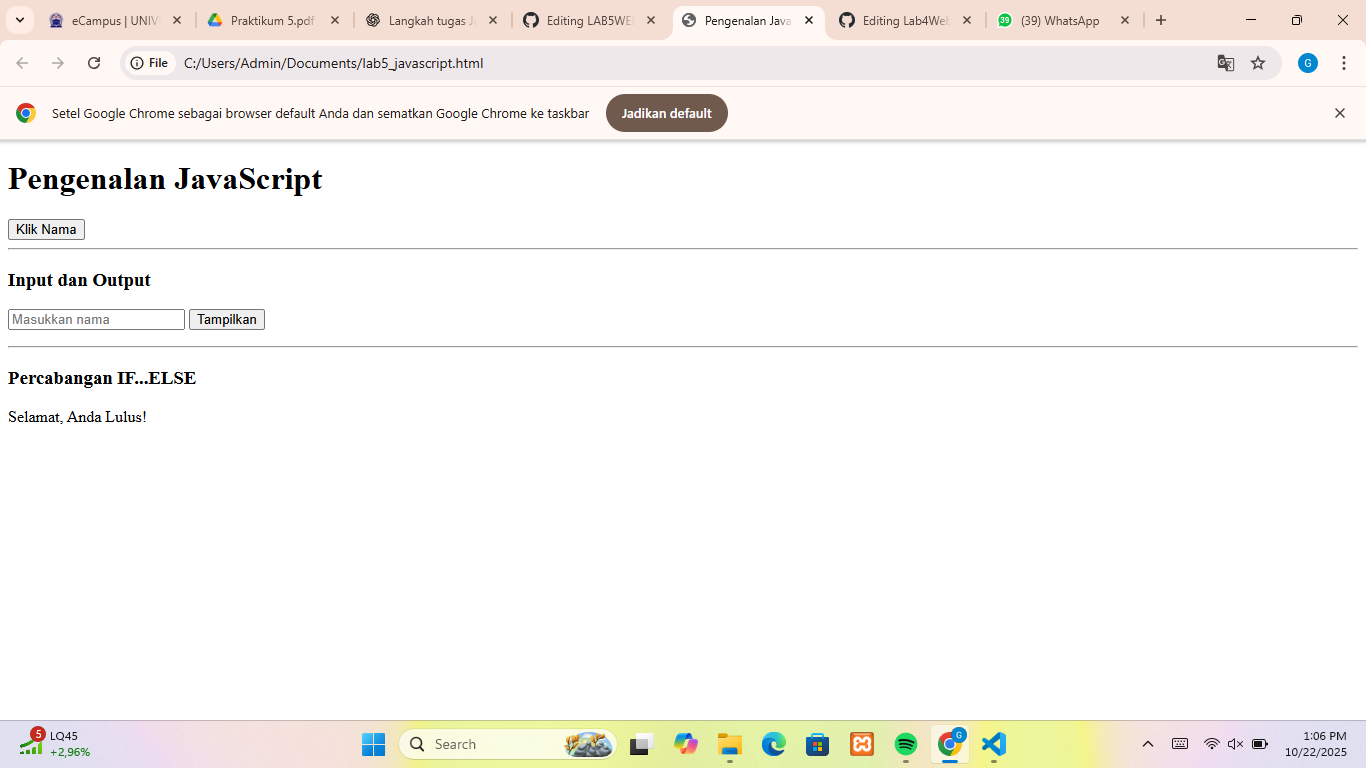 eCampus | UNIV
Praktikum 5.pdf
Langkah tugas Ja
Editing LAB5WE
Pengenalan Java
Editing Lab4Web
39
(39) WhatsApp
File
C:/Users/Admin/Documents/lab5_javascript.html
G
Setel Google Chrome sebagai browser default Anda dan sematkan Google Chrome ke taskbar
Jadikan default
Pengenalan JavaScript
Klik Nama
Input dan Output
Masukkan nama
Tampilkan
Percabangan IF...ELSE
Selamat, Anda Lulus!
5
LQ45
+2,96%
Search
G
1:06 PM
10/22/2025